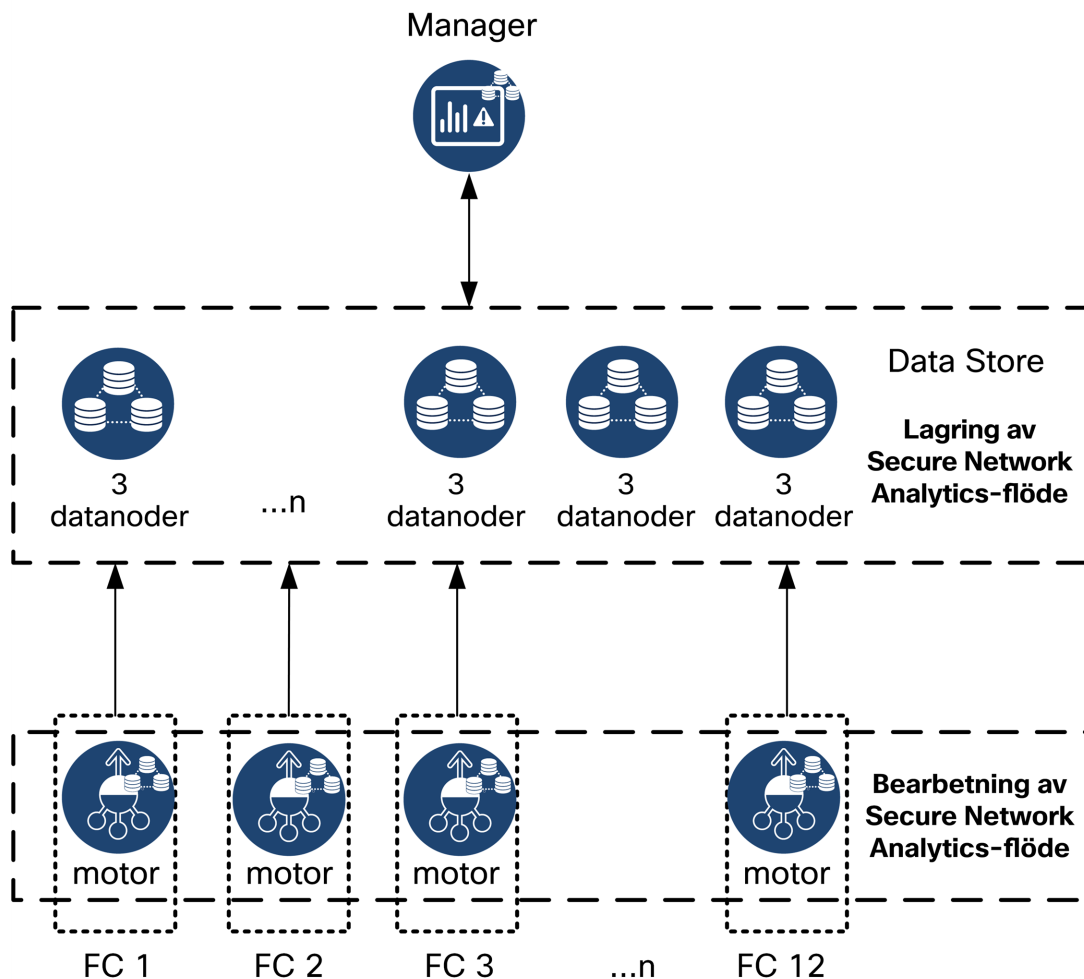 Manager
Data Store
Lagring av
Secure Network
Analytics-flöde
3
datanoder
...n
3
datanoder
3
datanoder
3
datanoder
Bearbetning av
Secure Network
Analytics-flöde
motor
motor
motor
motor
FC 1
FC 2
FC 3
...n
FC 12